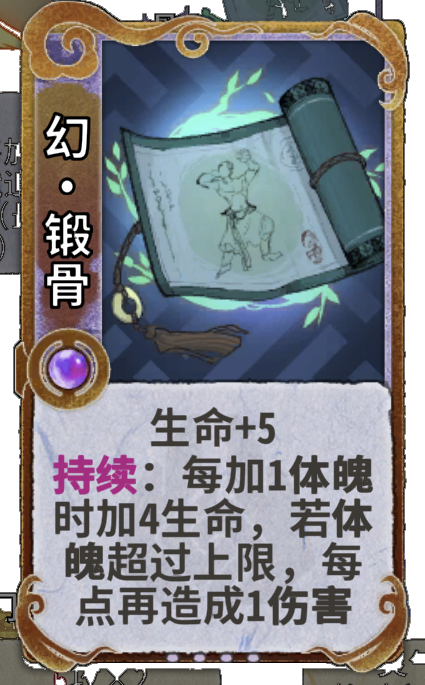 幻·锻骨
生命+5
持续：每加1体魄
时加4生命，若体
魄超过上限，每
点再造成1伤害